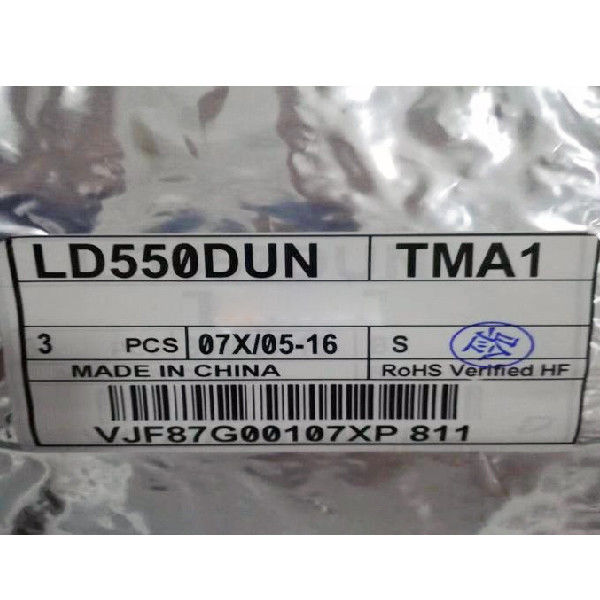 LD550DUN TMA1
3 PCS 07X/05-16 S
MADE IN CHINA RoHS Verified HF
VJF87G00107XP 811